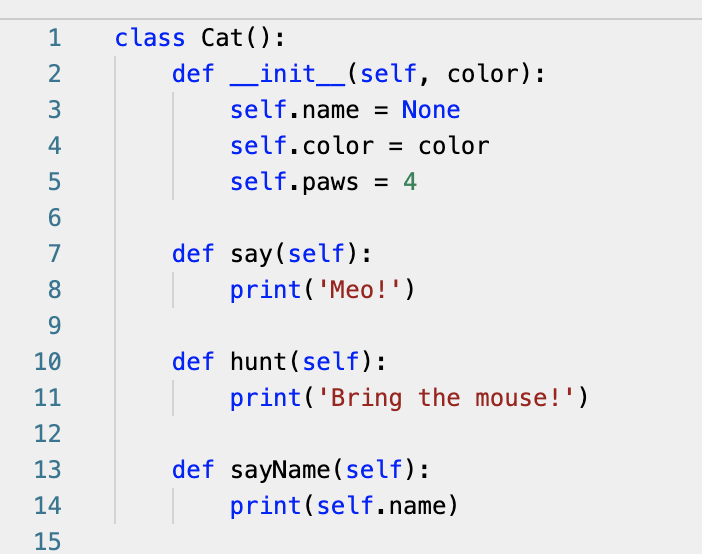 1 class Cat():
2     def __init__(self, color):
3         self.name = None
4         self.color = color
5         self.paws = 4
6
7     def say(self):
8         print('Meo!')
9
10     def hunt(self):
11         print('Bring the mouse!')
12
13     def sayName(self):
14         print(self.name)
15